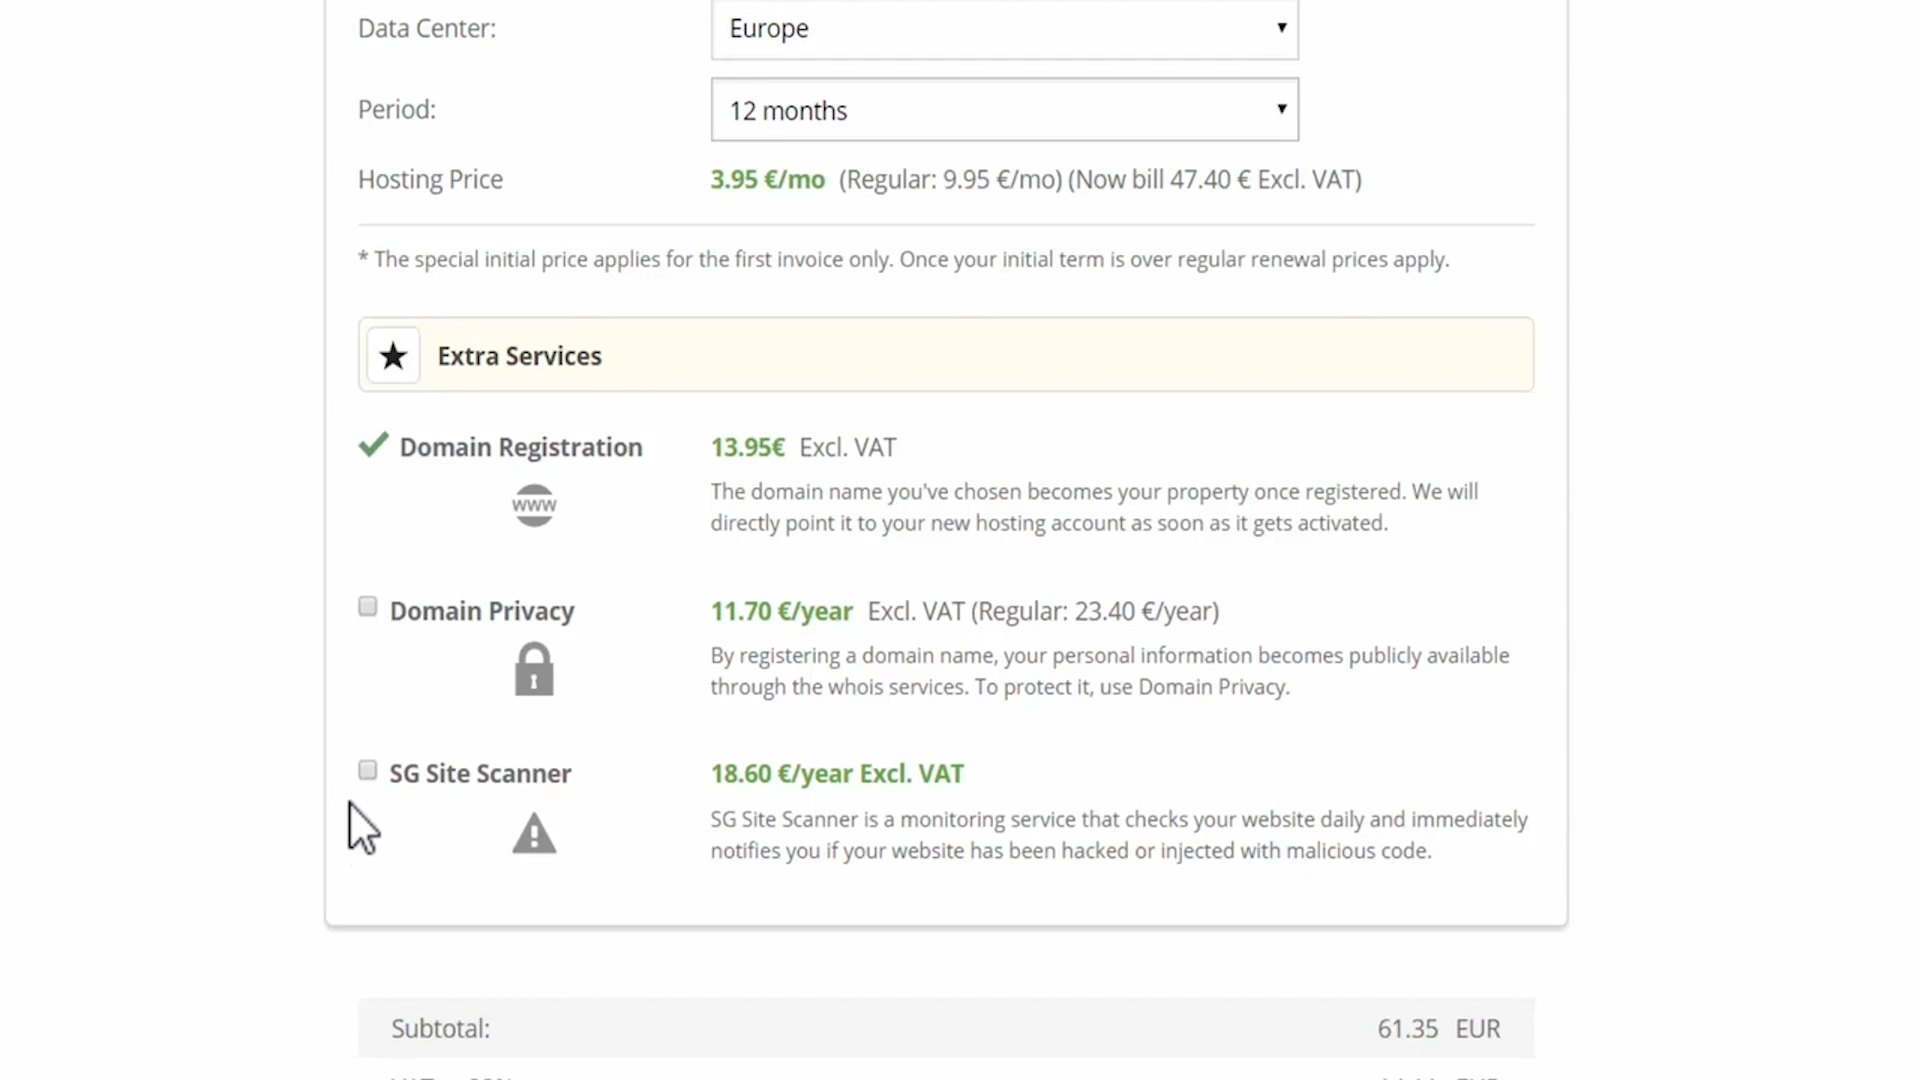 Data Center:
Europe
Period:
12 months
Hosting Price
3.95 €/mo (Regular: 9.95 €/mo) (Now bill 47.40 € Excl. VAT)
* The special initial price applies for the first invoice only. Once your initial term is over regular renewal prices apply.
Extra Services
Domain Registration
13.95€ Excl. VAT
WWW
The domain name you've chosen becomes your property once registered. We will
directly point it to your new hosting account as soon as it gets activated.
Domain Privacy
11.70 €/year Excl. VAT (Regular: 23.40 €/year)
By registering a domain name, your personal information becomes publicly available
through the whois services. To protect it, use Domain Privacy.
SG Site Scanner
18.60 €/year Excl. VAT
SG Site Scanner is a monitoring service that checks your website daily and immediately
notifies you if your website has been hacked or injected with malicious code.
Subtotal:
61.35 EUR